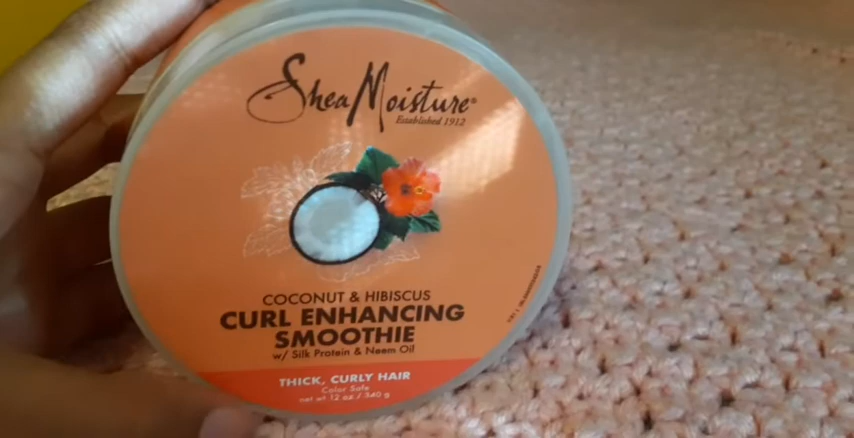 SheaMoisture®
Established 1912
COCONUT & HIBISCUS
CURL ENHANCING
SMOOTHIE
w/ Silk Protein & Neem Oil
THICK, CURLY HAIR
Color Safe
net wt 12 oz / 340 g